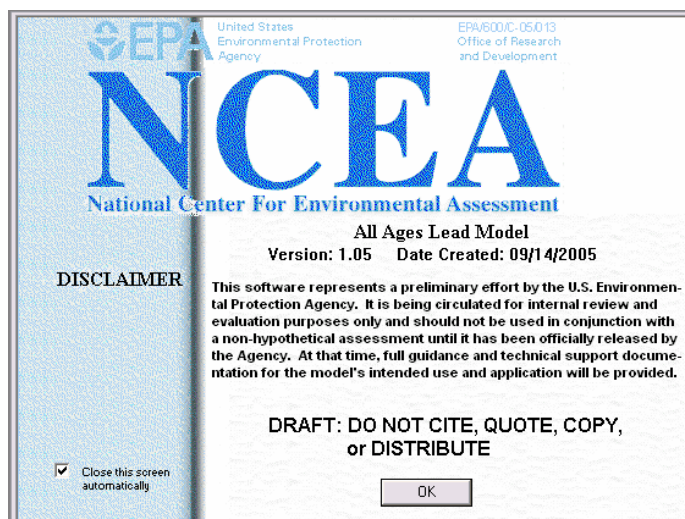 EPA
United States
Environmental Protection
Agency
EPA/600/C-05/013
Office of Research
and Development
NCEA
National Center For Environmental Assessment
All Ages Lead Model
Version: 1.05 Date Created: 09/14/2005
DISCLAIMER
This software represents a preliminary effort by the U.S. Environmen-
tal Protection Agency. It is being circulated for internal review and
evaluation purposes only and should not be used in conjunction with
a non-hypothetical assessment until it has been officially released by
the Agency. At that time, full guidance and technical support docume-
ntation for the model's intended use and application will be provided.
DRAFT: DO NOT CITE, QUOTE, COPY,
or DISTRIBUTE
Close this screen
automatically
OK